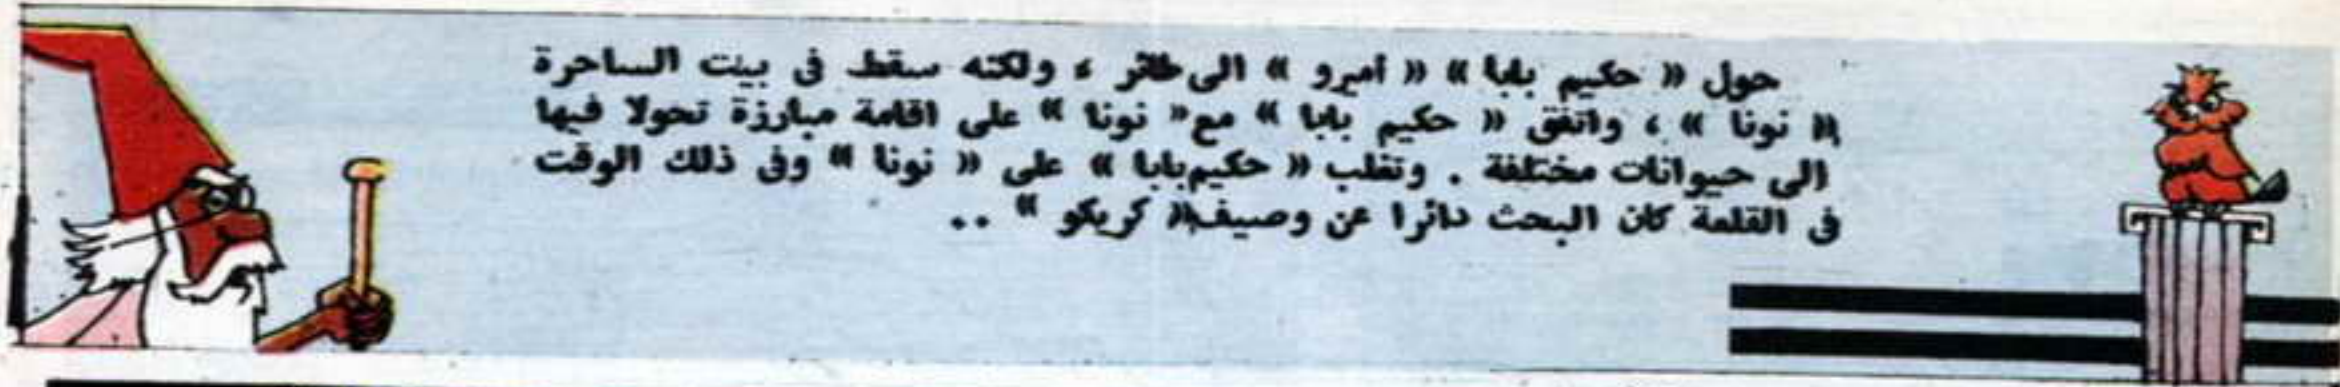 حول « حكيم بابا » « أميرو » الى طائر ، ولكنه سقط فى بيت الساحرة
« نونا » ، واتفق « حكيم بابا » مع « نونا » على اقامة مبارزة تحولا فيها
الى حيوانات مختلفة . وتغلب « حكيم بابا » على « نونا » وفى ذلك الوقت
فى القلعة كان البحث دائرا عن وصيف « كريكو » ..